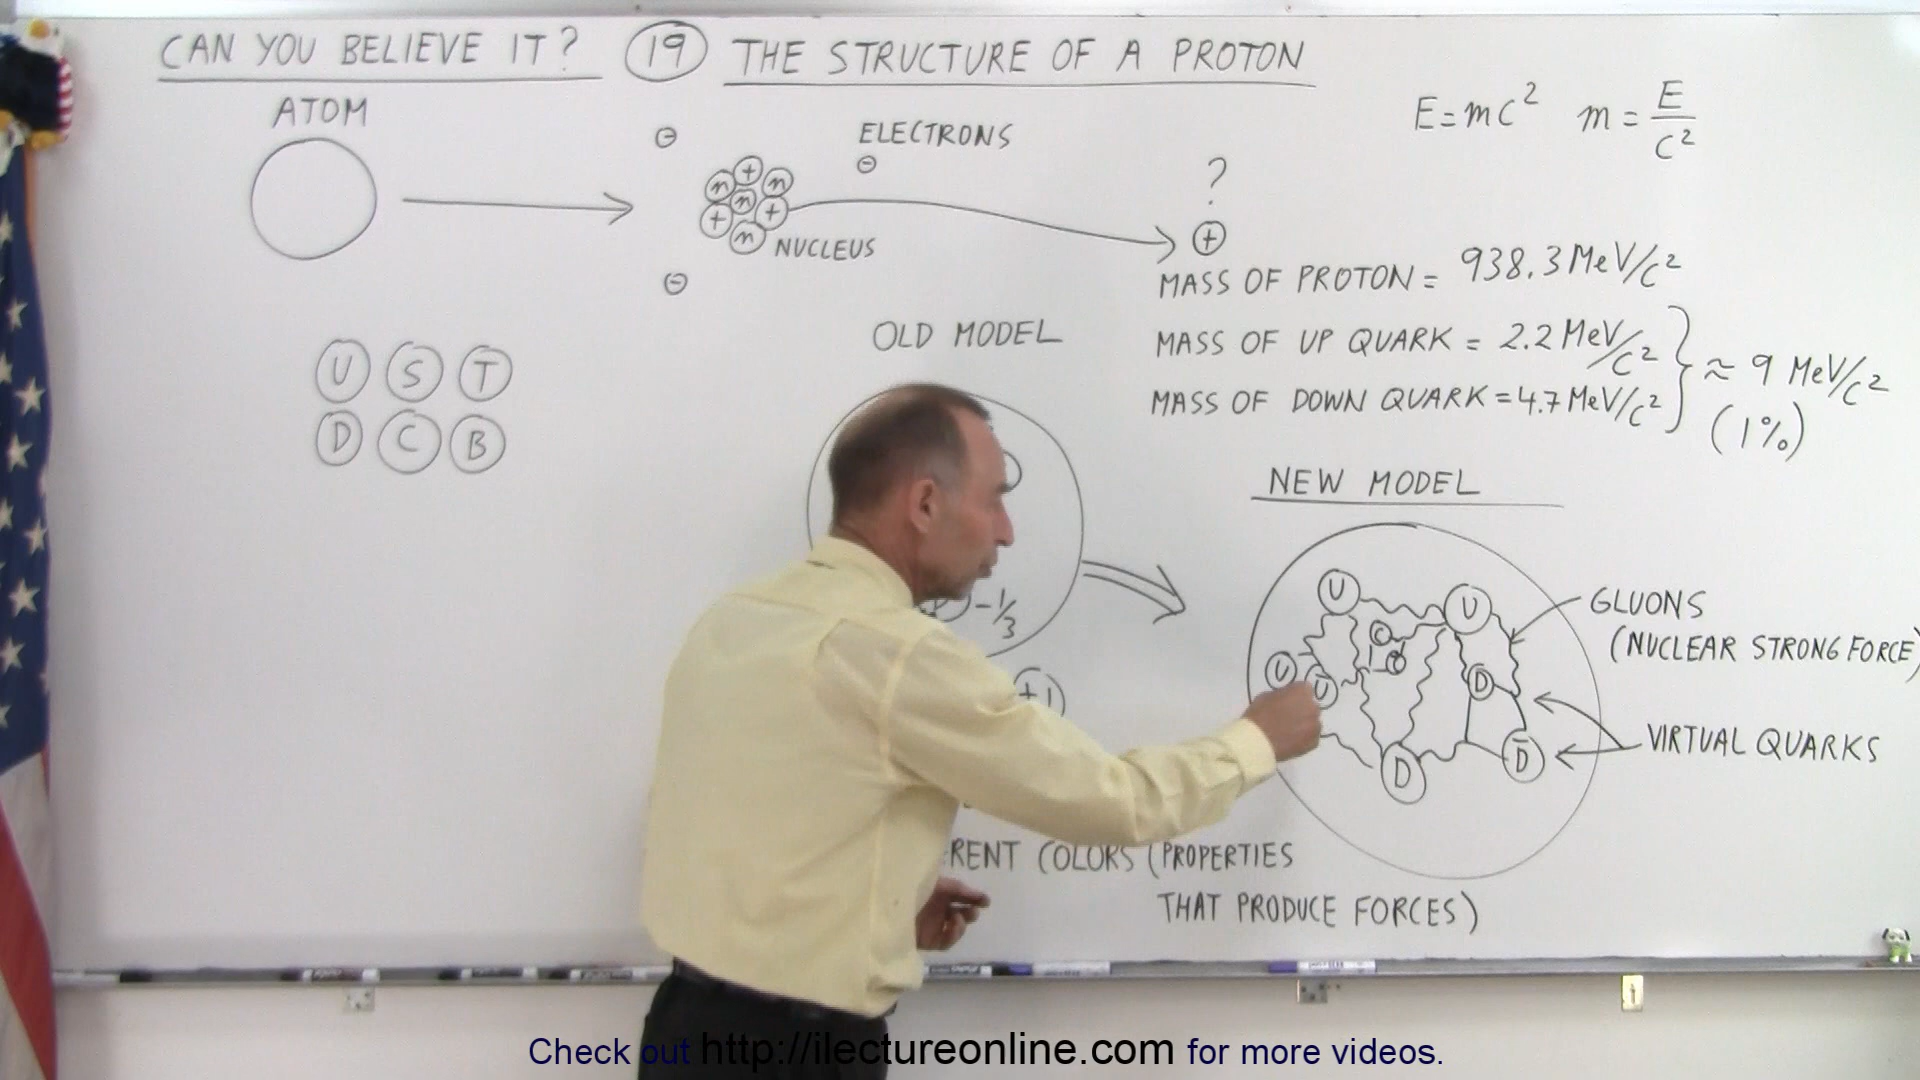 CAN YOU BELIEVE IT? 19 THE STRUCTURE OF A PROTON
E=mc² m = E/c²
ATOM
⊖ ELECTRONS ⊖
+ n n n + + n
NUCLEUS
⊖
?
+
MASS OF PROTON = 938.3 MeV/c²
MASS OF UP QUARK = 2.2 MeV/c²
MASS OF DOWN QUARK = 4.7 MeV/c²
≈ 9 MeV/c²
(1%)
U S T
D C B
OLD MODEL
-1/3
+1
RENT COLORS (PROPERTIES
THAT PRODUCE FORCES)
NEW MODEL
U U
C
U
D
D D̄
GLUONS
(NUCLEAR STRONG FORCE)
VIRTUAL QUARKS
Check out http://ilectureonline.com for more videos.